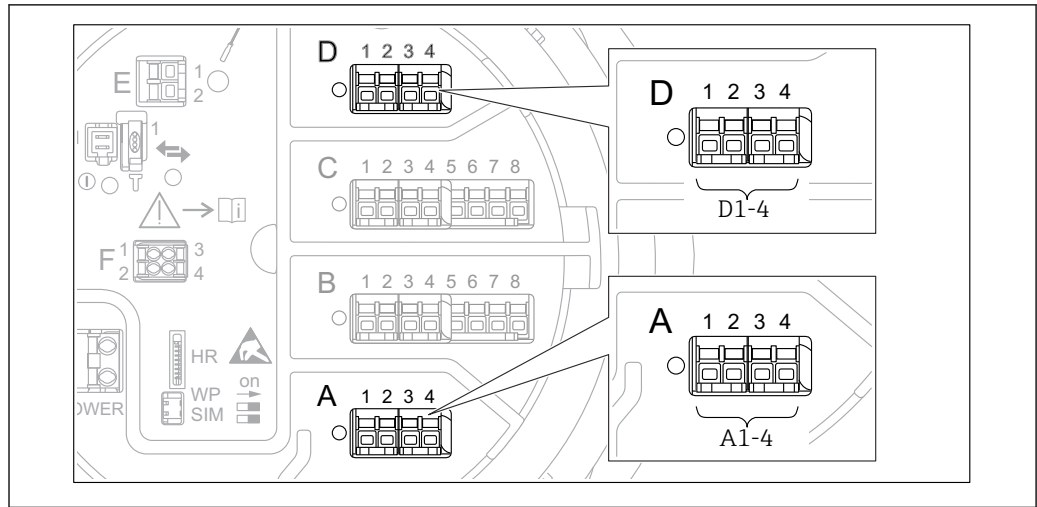 D 1 2 3 4
E 1
2
D 1 2 3 4
D1-4
1
C 1 2 3 4 5 6 7 8
i
F 1 2 3 4
B 1 2 3 4 5 6 7 8
A 1 2 3 4
A1-4
HR
WP on
SIM
OWER
A 1 2 3 4